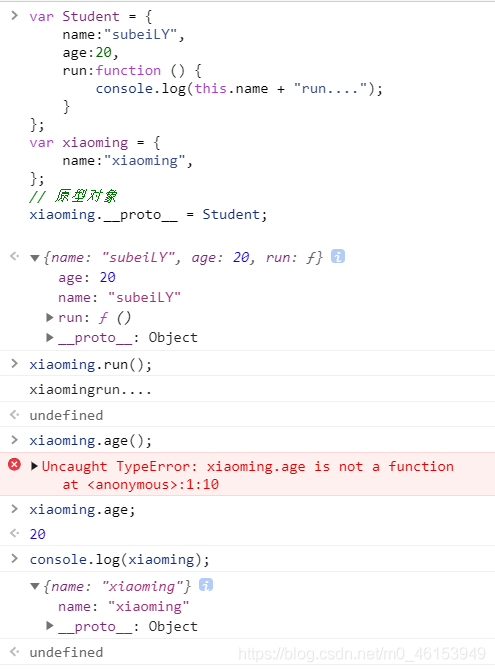 var Student = {
name:"subeiLY",
age:20,
run:function () {
console.log(this.name + "run....");
}
};
var xiaoming = {
name:"xiaoming",
};
// 原型对象
xiaoming.__proto__ = Student;
{name: "subeiLY", age: 20, run: ƒ}
age: 20
name: "subeiLY"
run: ƒ ()
__proto__: Object
xiaoming.run();
xiaomingrun....
undefined
xiaoming.age();
Uncaught TypeError: xiaoming.age is not a function
at <anonymous>:1:10
xiaoming.age;
20
console.log(xiaoming);
{name: "xiaoming"}
name: "xiaoming"
__proto__: Object
undefined
https://blog.csdn.net/m0_46153949